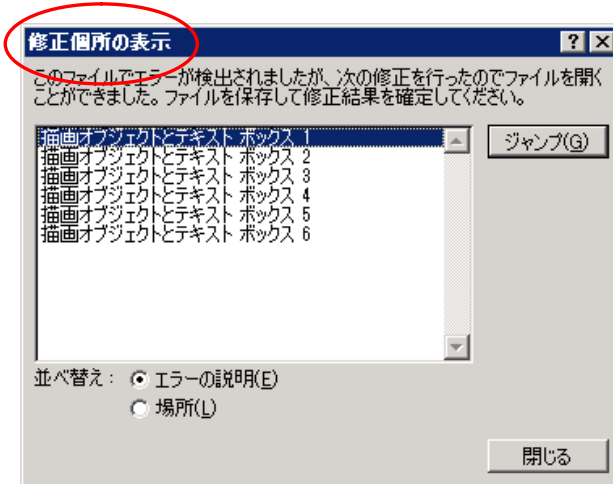 修正個所の表示
このファイルでエラーが検出されましたが、次の修正を行ったのでファイルを開く
ことができました。ファイルを保存して修正結果を確定してください。
描画オブジェクトとテキスト ボックス 1
描画オブジェクトとテキスト ボックス 2
描画オブジェクトとテキスト ボックス 3
描画オブジェクトとテキスト ボックス 4
描画オブジェクトとテキスト ボックス 5
描画オブジェクトとテキスト ボックス 6
ジャンプ(G)
並べ替え： エラーの説明(E)
場所(L)
閉じる